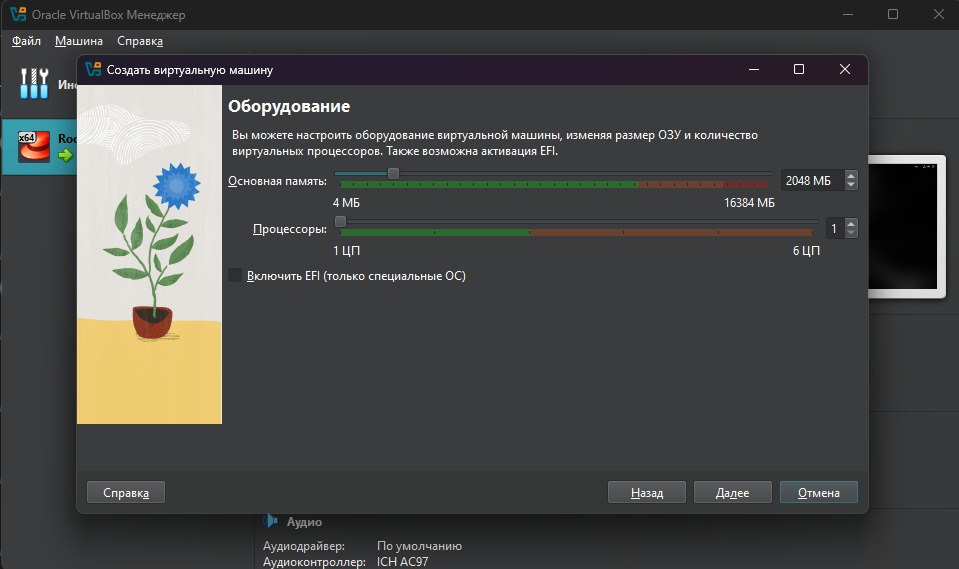 Oracle VirtualBox Менеджер
Файл Машина Справка
Создать виртуальную машину
x64
Оборудование
Вы можете настроить оборудование виртуальной машины, изменяя размер ОЗУ и количество
виртуальных процессоров. Также возможна активация EFI.
Основная память: 2048 МБ
4 МБ 16384 МБ
Процессоры: 1
1 ЦП 6 ЦП
Включить EFI (только специальные ОС)
Справка Назад Далее Отмена
Аудио
Аудиодрайвер: По умолчанию
Аудиоконтроллер: ICH AC97